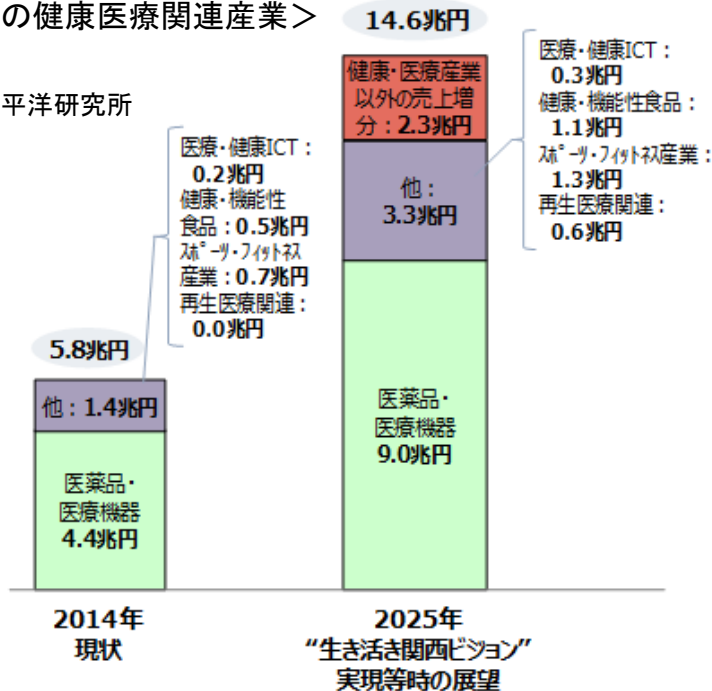 の健康医療関連産業＞
平洋研究所
14.6兆円
健康・医療産業
以外の売上増
分：2.3兆円
他：
3.3兆円
医薬品・
医療機器
9.0兆円
医療・健康ICT：
0.3兆円
健康・機能性食品：
1.1兆円
ｽﾎﾟｰﾂ・ﾌｨｯﾄﾈｽ産業：
1.3兆円
再生医療関連：
0.6兆円
医療・健康ICT：
0.2兆円
健康・機能性
食品：0.5兆円
ｽﾎﾟｰﾂ・ﾌｨｯﾄﾈｽ
産業：0.7兆円
再生医療関連：
0.0兆円
5.8兆円
他：1.4兆円
医薬品・
医療機器
4.4兆円
2014年
現状
2025年
“生き活き関西ビジョン”
実現等時の展望